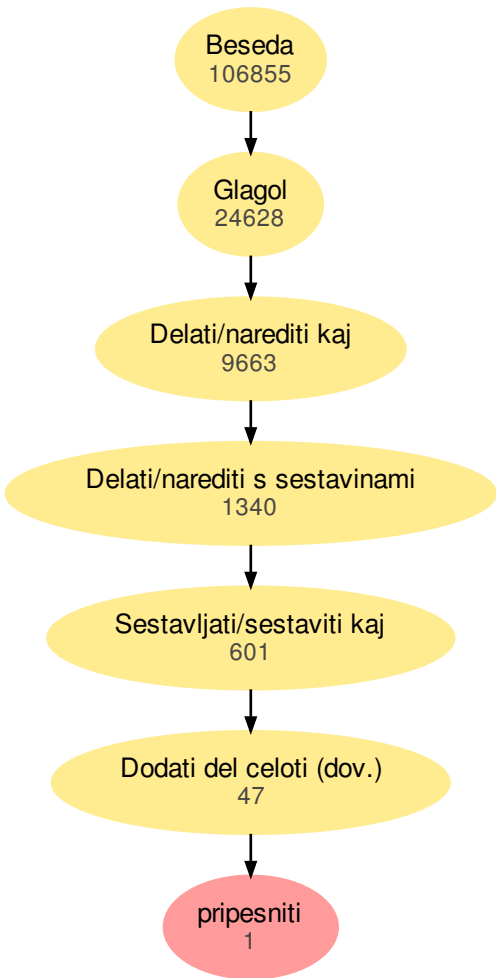 Beseda
106855
Glagol
24628
Delati/narediti kaj
9663
Delati/narediti s sestavinami
1340
Sestavljati/sestaviti kaj
601
Dodati del celoti (dov.)
47
pripesniti
1